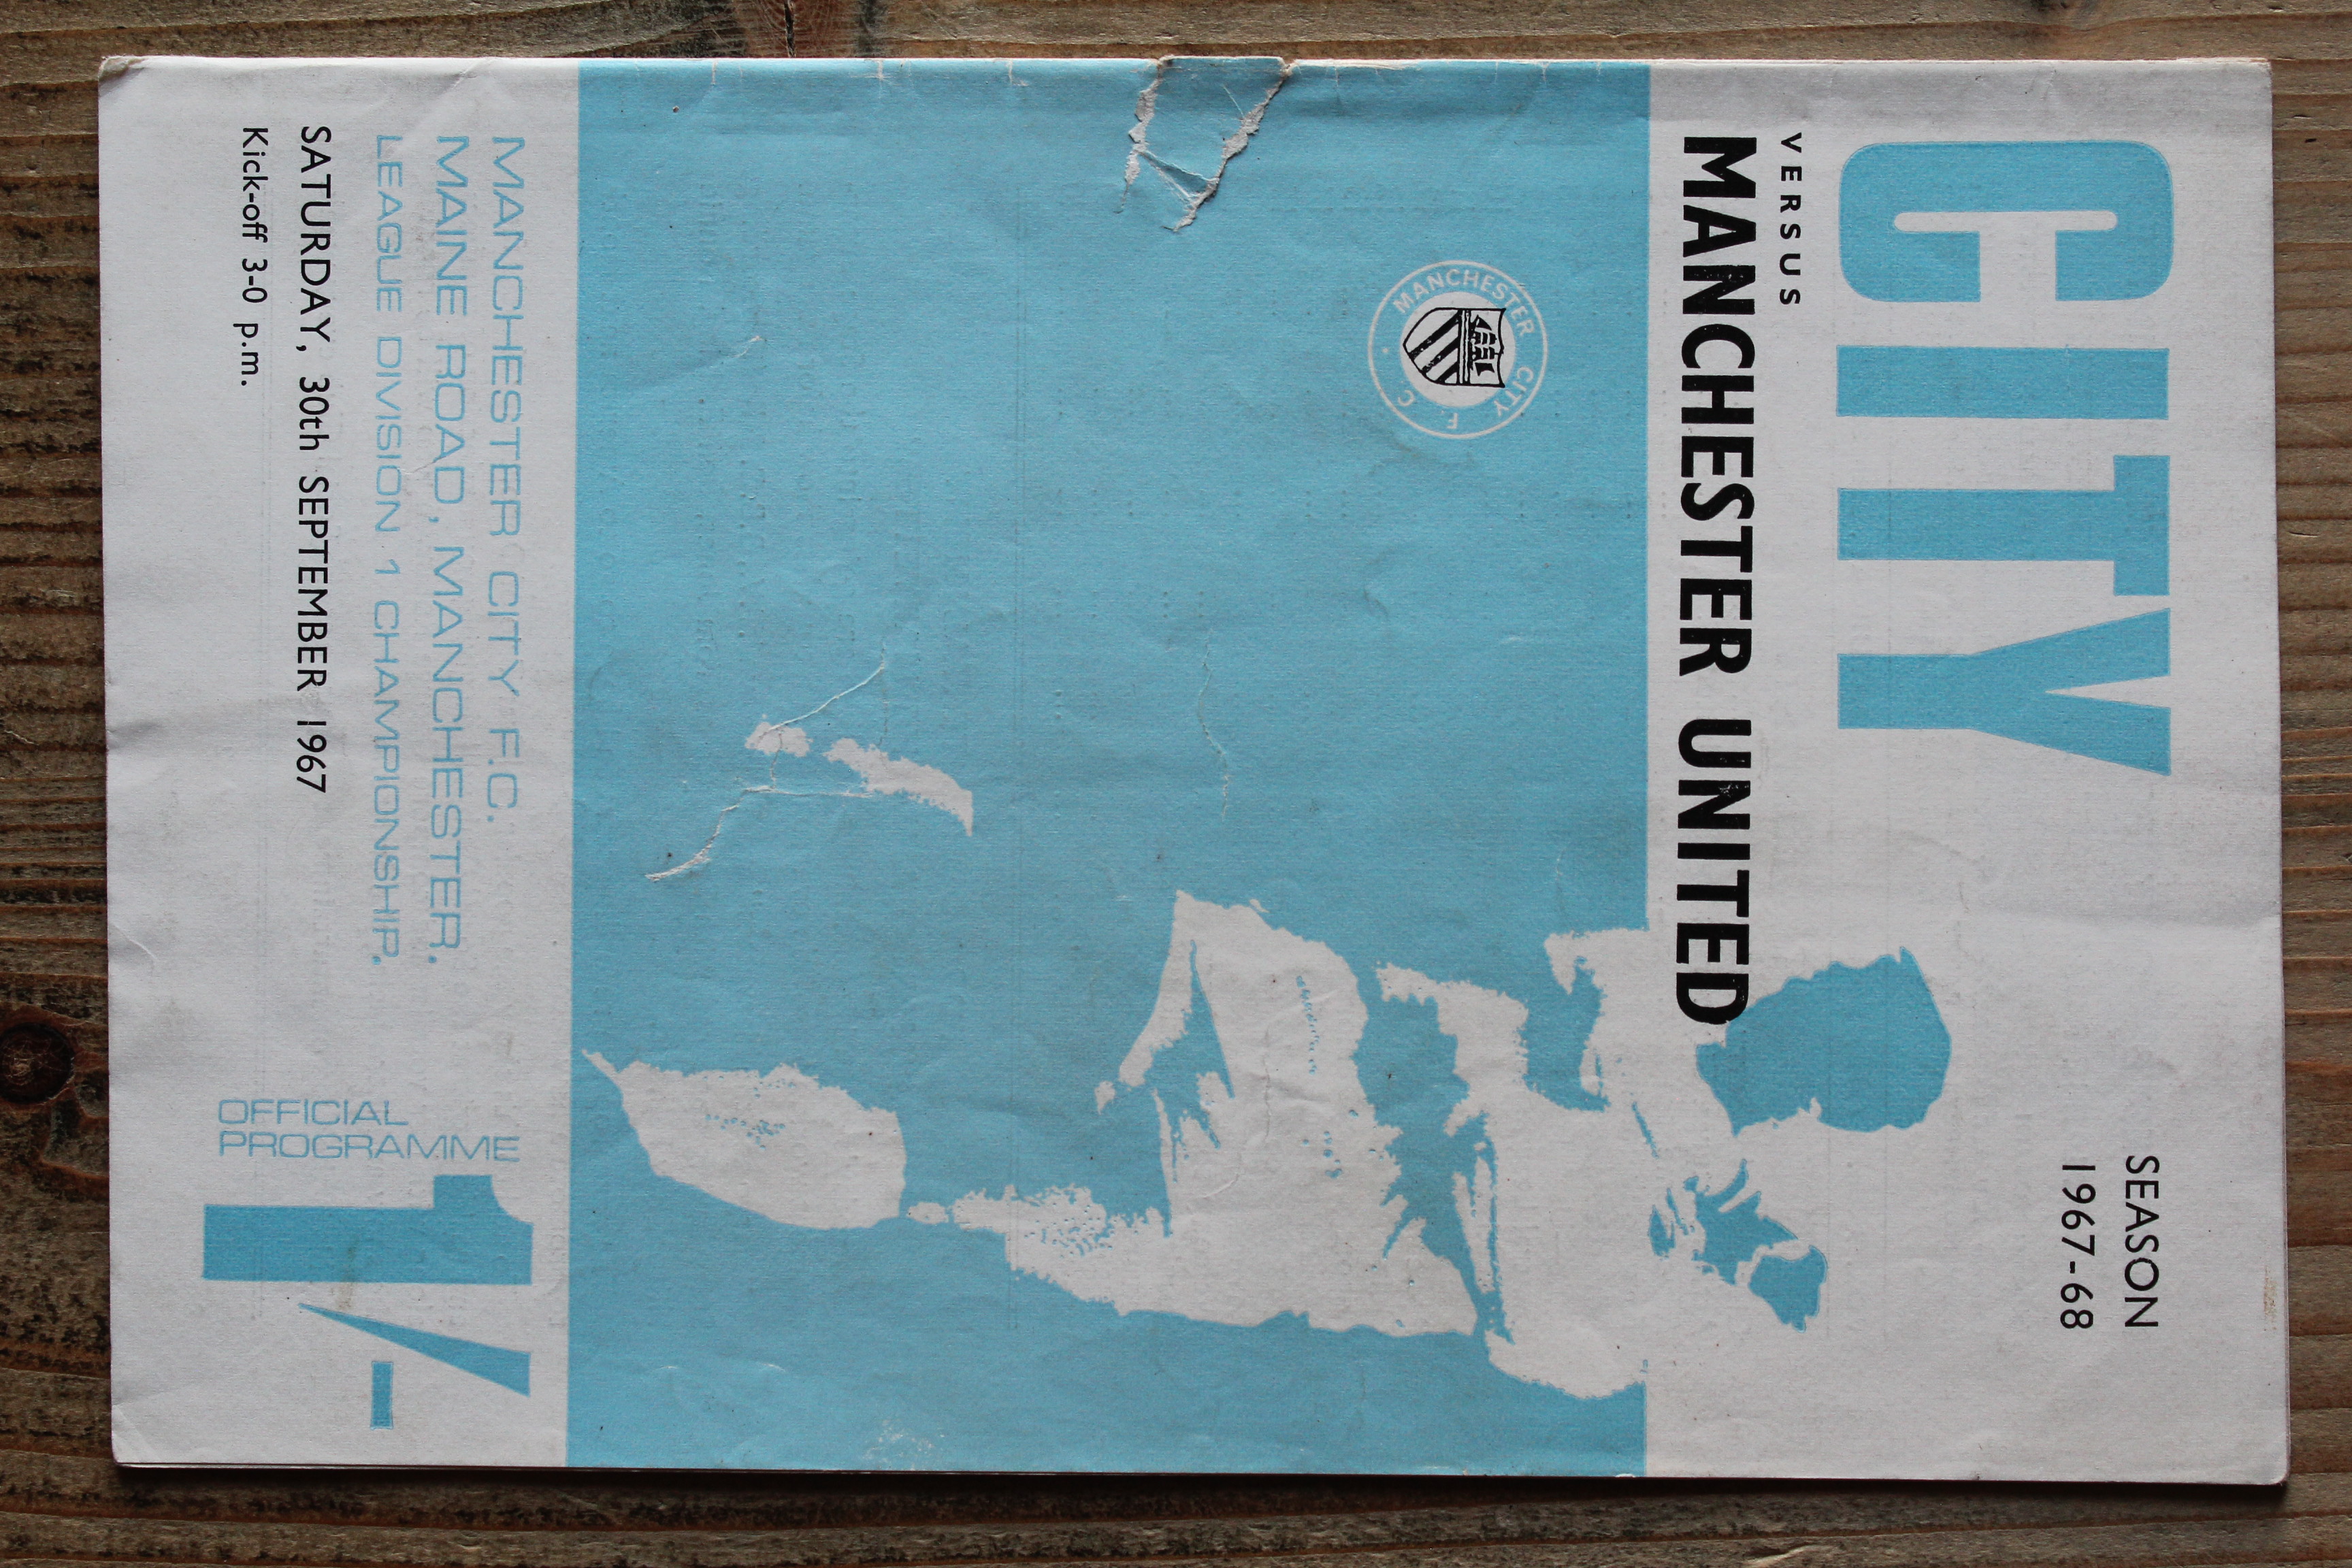 CITY
SEASON
1967-68
VERSUS
MANCHESTER UNITED
MANCHESTER CITY F. C.
MANCHESTER CITY F.C.
MAINE ROAD, MANCHESTER.
LEAGUE DIVISION 1 CHAMPIONSHIP.
SATURDAY, 30th SEPTEMBER 1967
Kick-off 3-0 p.m.
OFFICIAL
PROGRAMME
1/-